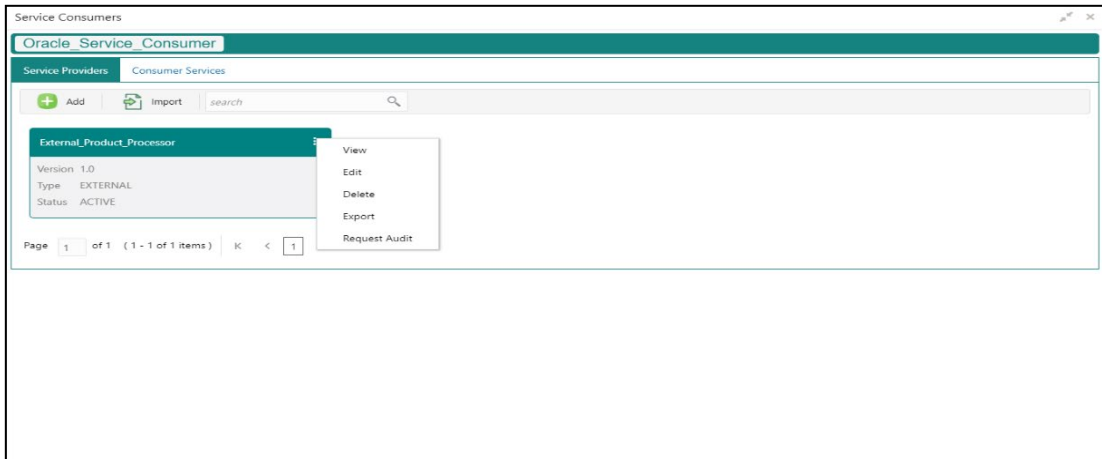 Service Consumers
Oracle_Service_Consumer
Service Providers Consumer Services
Add Import search
External_Product_Processor
Version 1.0
Type EXTERNAL
Status ACTIVE
View
Edit
Delete
Export
Request Audit
Page 1 of 1 (1 - 1 of 1 items) K < 1